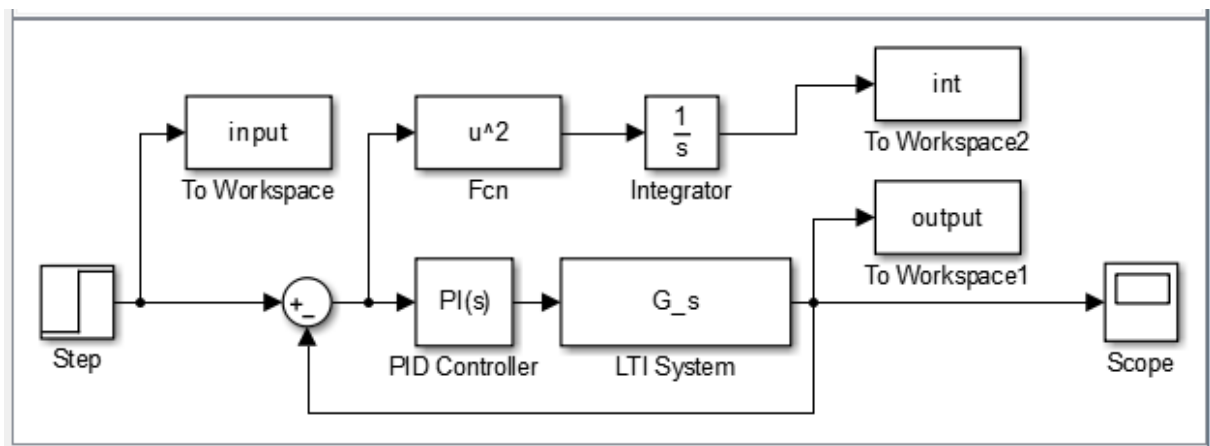 int
To Workspace2
input
To Workspace
u^2
Fcn
1
s
Integrator
output
To Workspace1
Step
+
_
PI(s)
PID Controller
G_s
LTI System
Scope